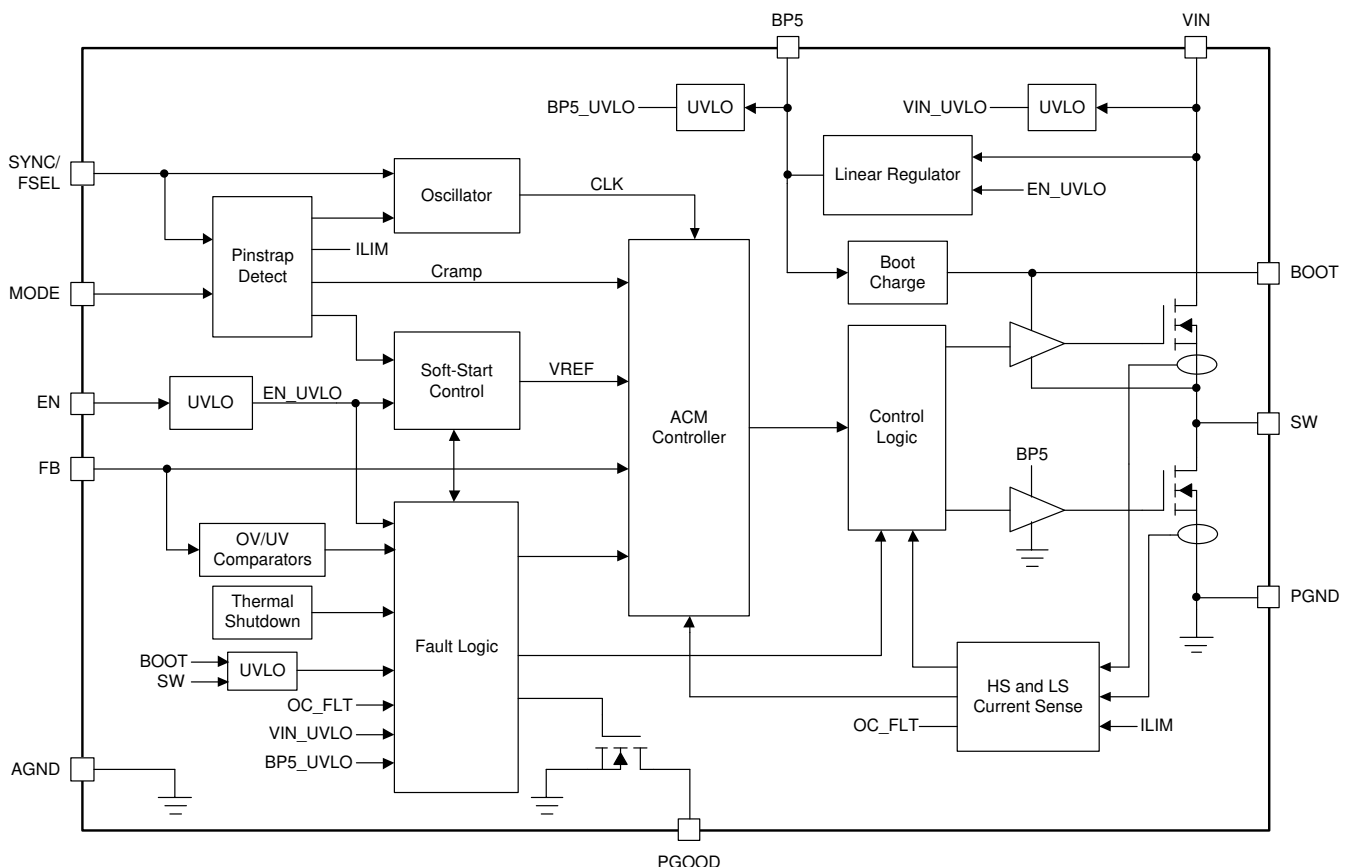 BP5
VIN
BP5_UVLO
UVLO
VIN_UVLO
UVLO
SYNC/
FSEL
Oscillator
CLK
Linear Regulator
EN_UVLO
Pinstrap
Detect
ILIM
Cramp
MODE
Boot
Charge
BOOT
Soft-Start
Control
VREF
EN
UVLO
EN_UVLO
ACM
Controller
Control
Logic
SW
FB
BP5
OV/UV
Comparators
Thermal
Shutdown
PGND
Fault Logic
BOOT
SW
UVLO
HS and LS
Current Sense
OC_FLT
OC_FLT
ILIM
VIN_UVLO
BP5_UVLO
AGND
PGOOD